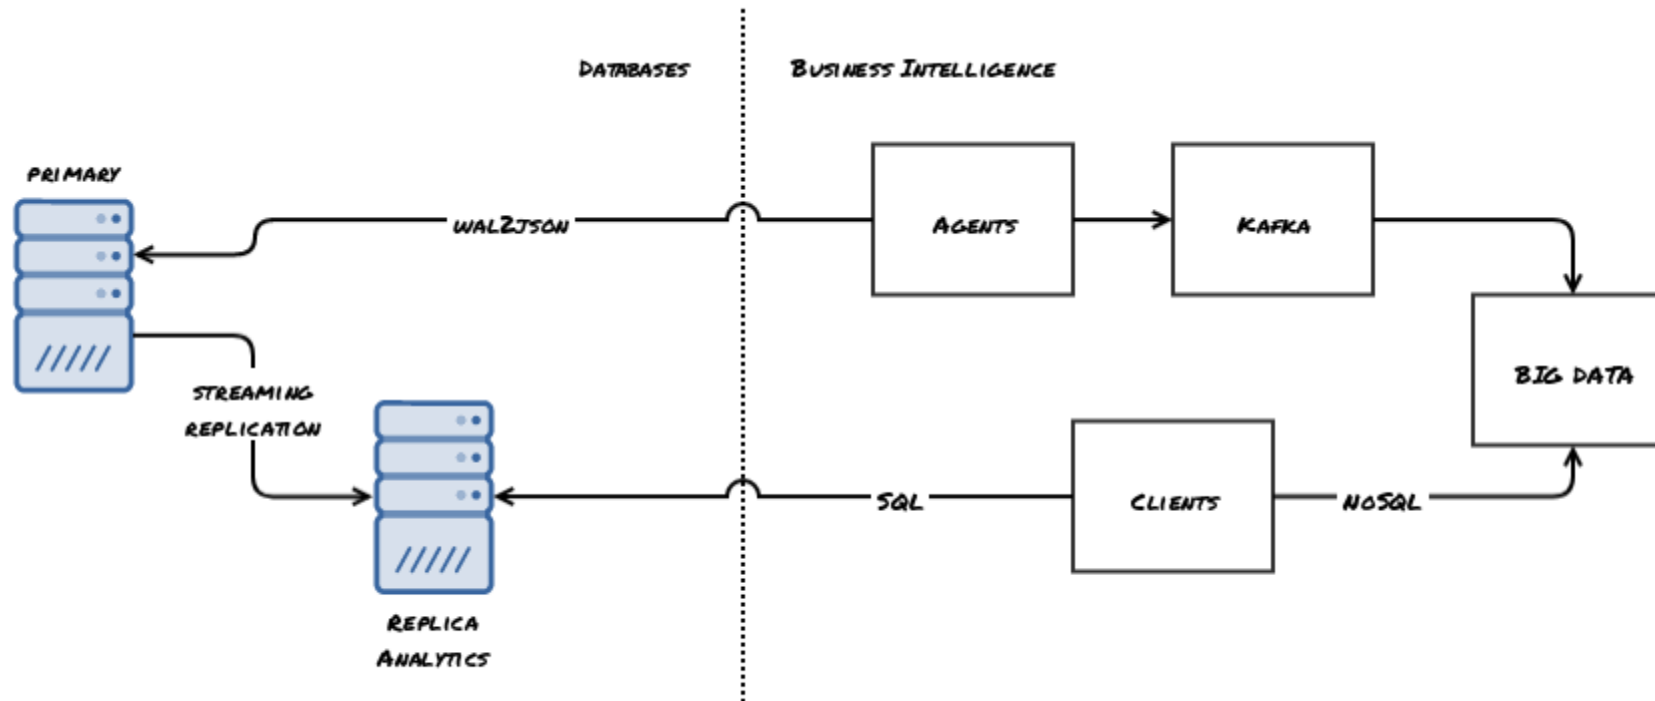 Databases
Business Intelligence
primary
wal2json
Agents
Kafka
Big data
streaming
replication
SQL
Clients
NoSQL
Replica
Analytics